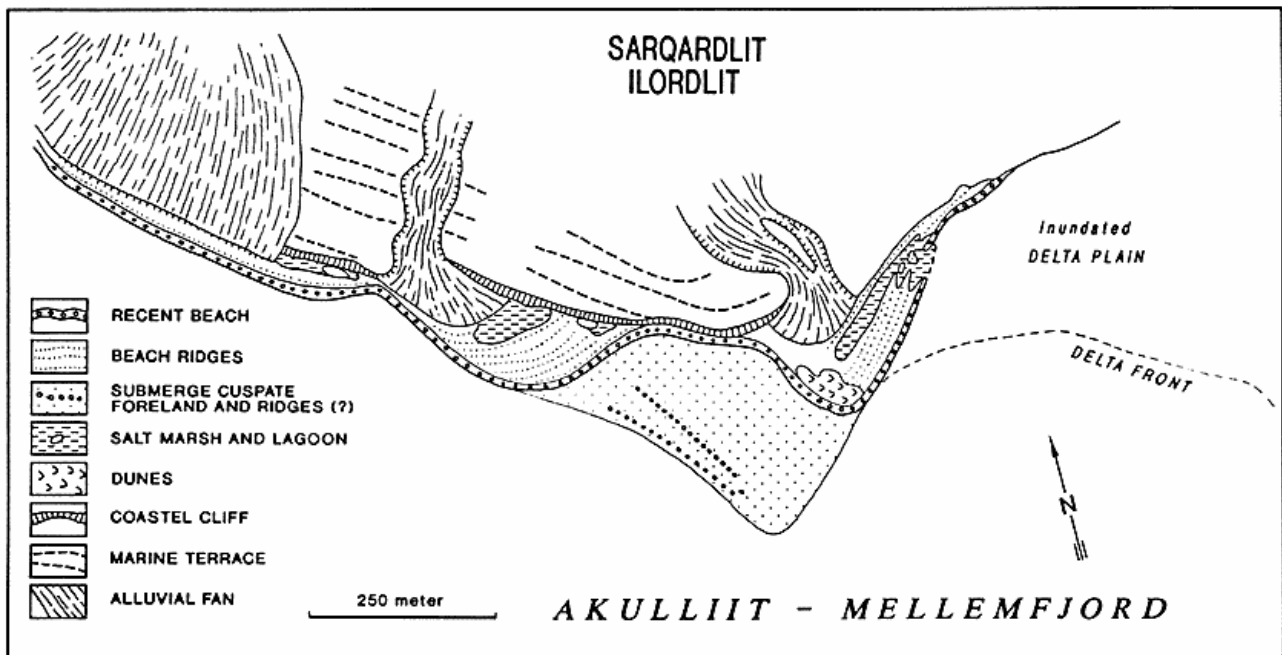 SARQARDLIT
ILORDLIT
Inundated
DELTA PLAIN
DELTA FRONT
RECENT BEACH
BEACH RIDGES
SUBMERGE CUSPATE
FORELAND AND RIDGES (?)
SALT MARSH AND LAGOON
DUNES
COASTEL CLIFF
MARINE TERRACE
ALLUVIAL FAN
250 meter
N
AKULLIIT - MELLEMFJORD